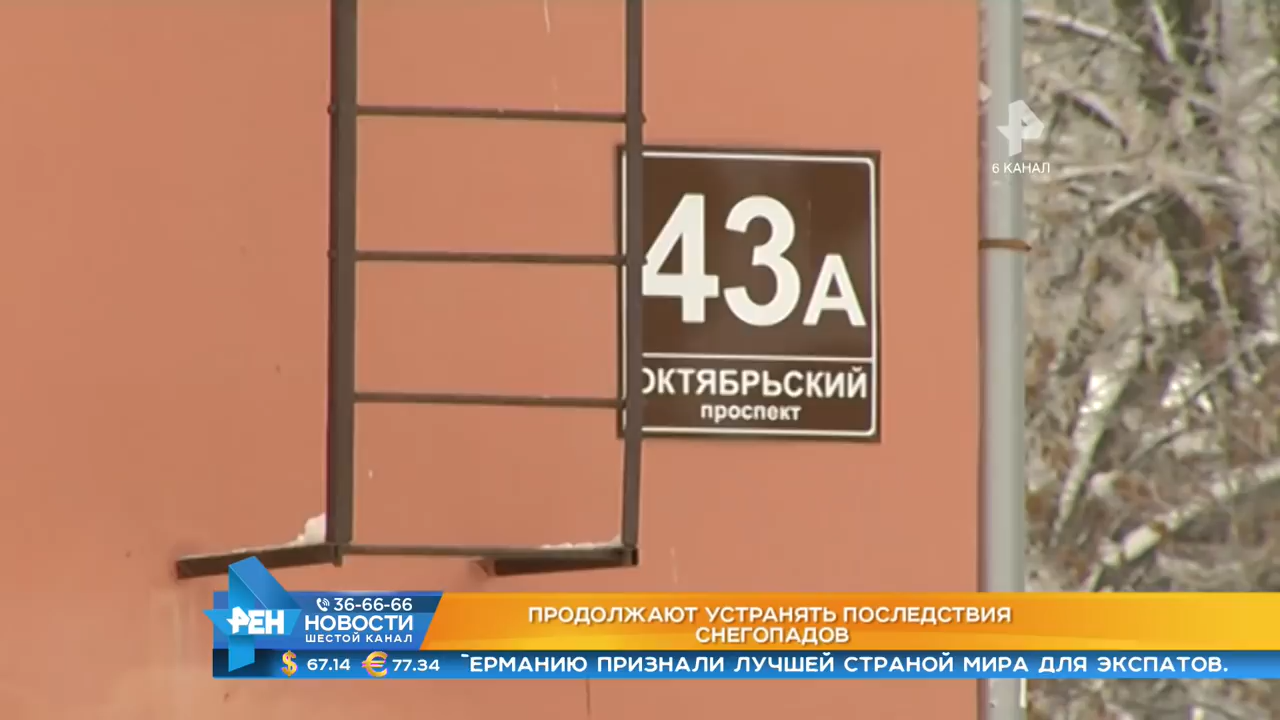 6 КАНАЛ
43А
ОКТЯБРЬСКИЙ
проспект
РЕН
36-66-66
НОВОСТИ
ШЕСТОЙ КАНАЛ
ПРОДОЛЖАЮТ УСТРАНЯТЬ ПОСЛЕДСТВИЯ
СНЕГОПАДОВ
$ 67.14 € 77.34 ГЕРМАНИЮ ПРИЗНАЛИ ЛУЧШЕЙ СТРАНОЙ МИРА ДЛЯ ЭКСПАТОВ.